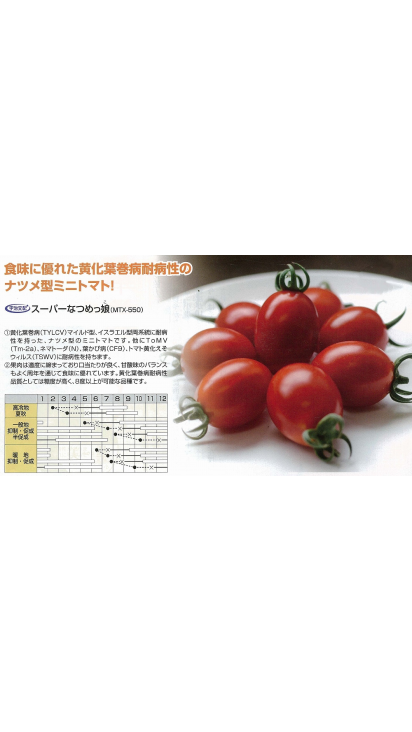 食味に優れた黄化葉巻病耐病性の
ナツメ型ミニトマト!
スーパーなつめっ娘(MTX-550)
①黄化葉巻病(TYLCV)マイルド型、イスラエル型両系統に耐病
性を持った、ナツメ型のミニトマトです。他にToMV
(Tm-2a)、ネマトーダ(N)、葉かび病(CF9)、トマト黄化えそ
ウィルス(TSWV)に耐病性を持ちます。
②果肉は適度に締まっており口当たりが良く、甘酸味のバランス
もよく周年を通じて食味に優れています。黄化葉巻病耐病性
品質としては糖度が高く、8度以上が可能な品種です。
1 2 3 4 5 6 7 8 9 10 11 12
高冷地
夏秋
一般地
抑制・促成
半促成
暖地
抑制・促成